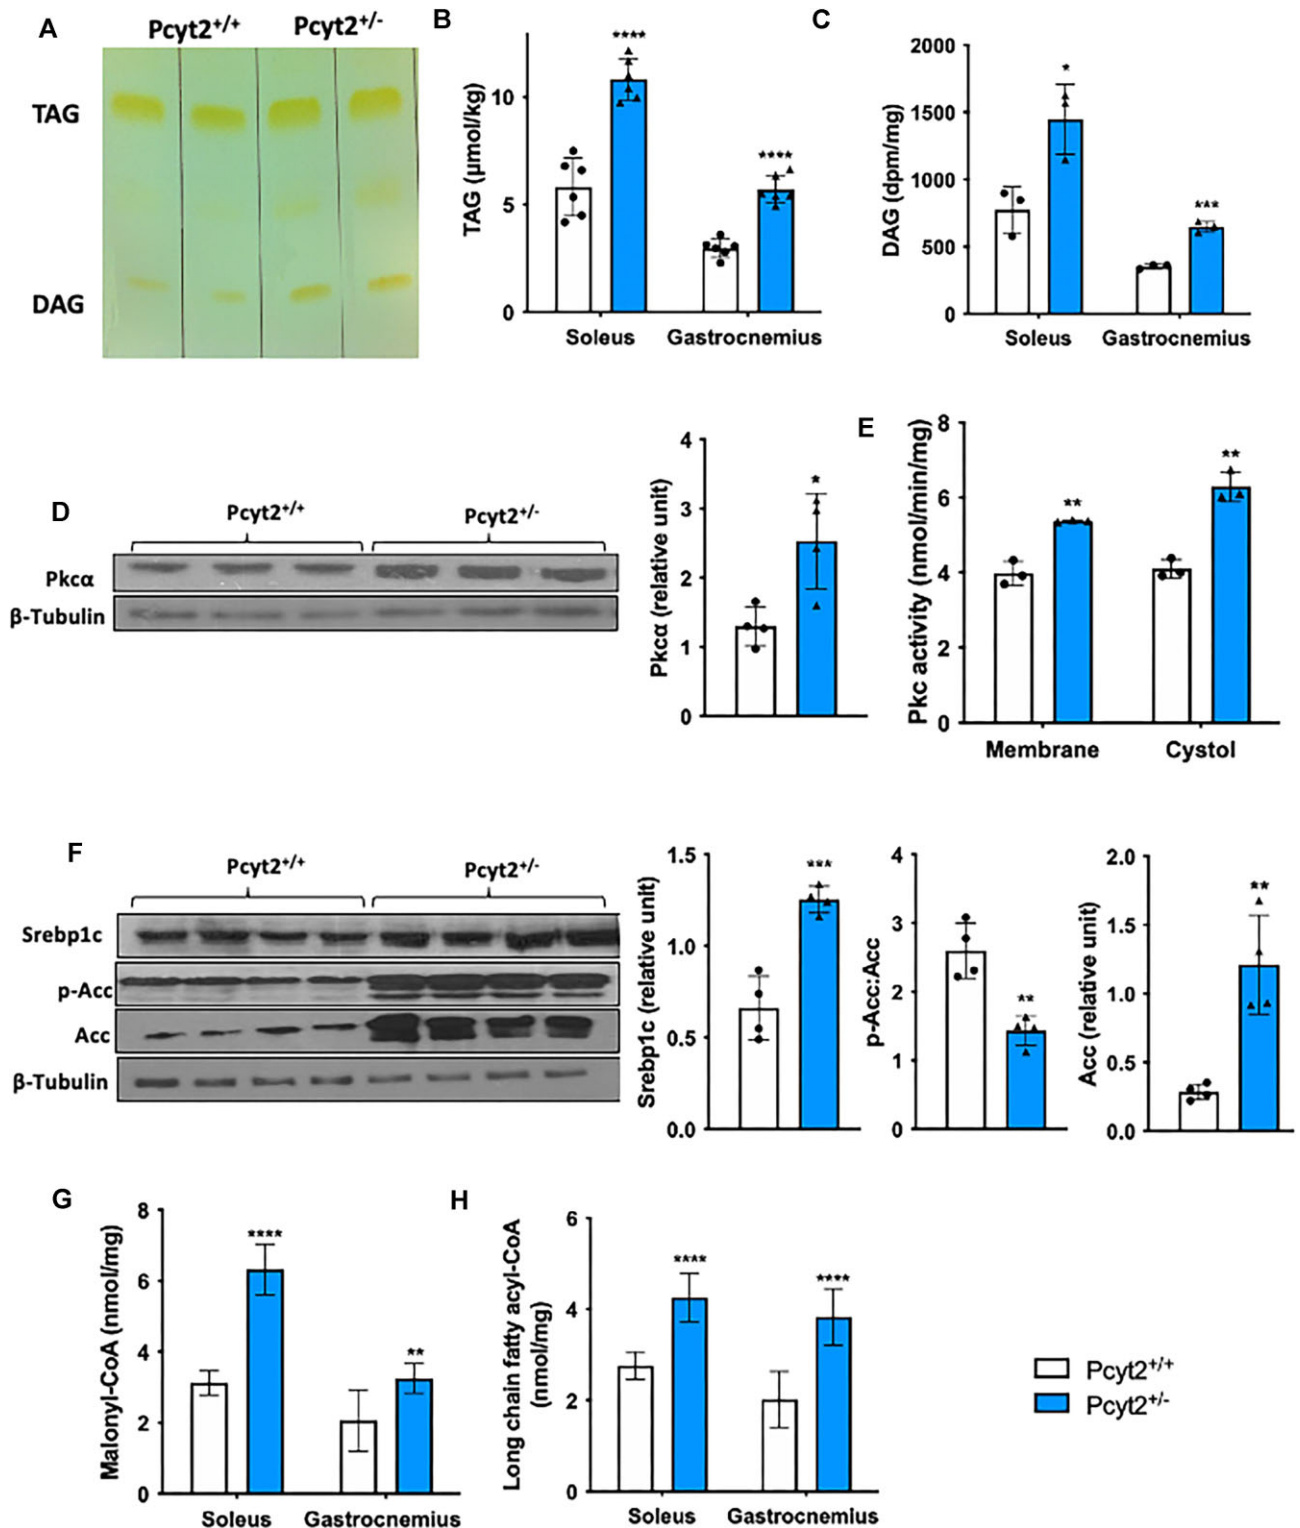 A
Pcyt2+/+
Pcyt2+/-
TAG
DAG
B
TAG (µmol/kg)
10
5
0
****
****
Soleus
Gastrocnemius
C
DAG (dpm/mg)
2000
1500
1000
500
0
*
***
Soleus
Gastrocnemius
D
Pcyt2+/+
Pcyt2+/-
Pkcα
β-Tubulin
Pkcα (relative unit)
4
3
2
1
0
*
E
Pkc activity (nmol/min/mg)
8
6
4
2
0
**
**
Membrane
Cystol
F
Pcyt2+/+
Pcyt2+/-
Srebp1c
p-Acc
Acc
β-Tubulin
Srebp1c (relative unit)
1.5
1.0
0.5
0.0
***
p-Acc:Acc
4
3
2
1
0
**
Acc (relative unit)
2.0
1.5
1.0
0.5
0.0
**
G
Malonyl-CoA (nmol/mg)
8
6
4
2
0
****
**
Soleus
Gastrocnemius
H
Long chain fatty acyl-CoA
(nmol/mg)
6
4
2
0
****
****
Soleus
Gastrocnemius
Pcyt2+/+
Pcyt2+/-